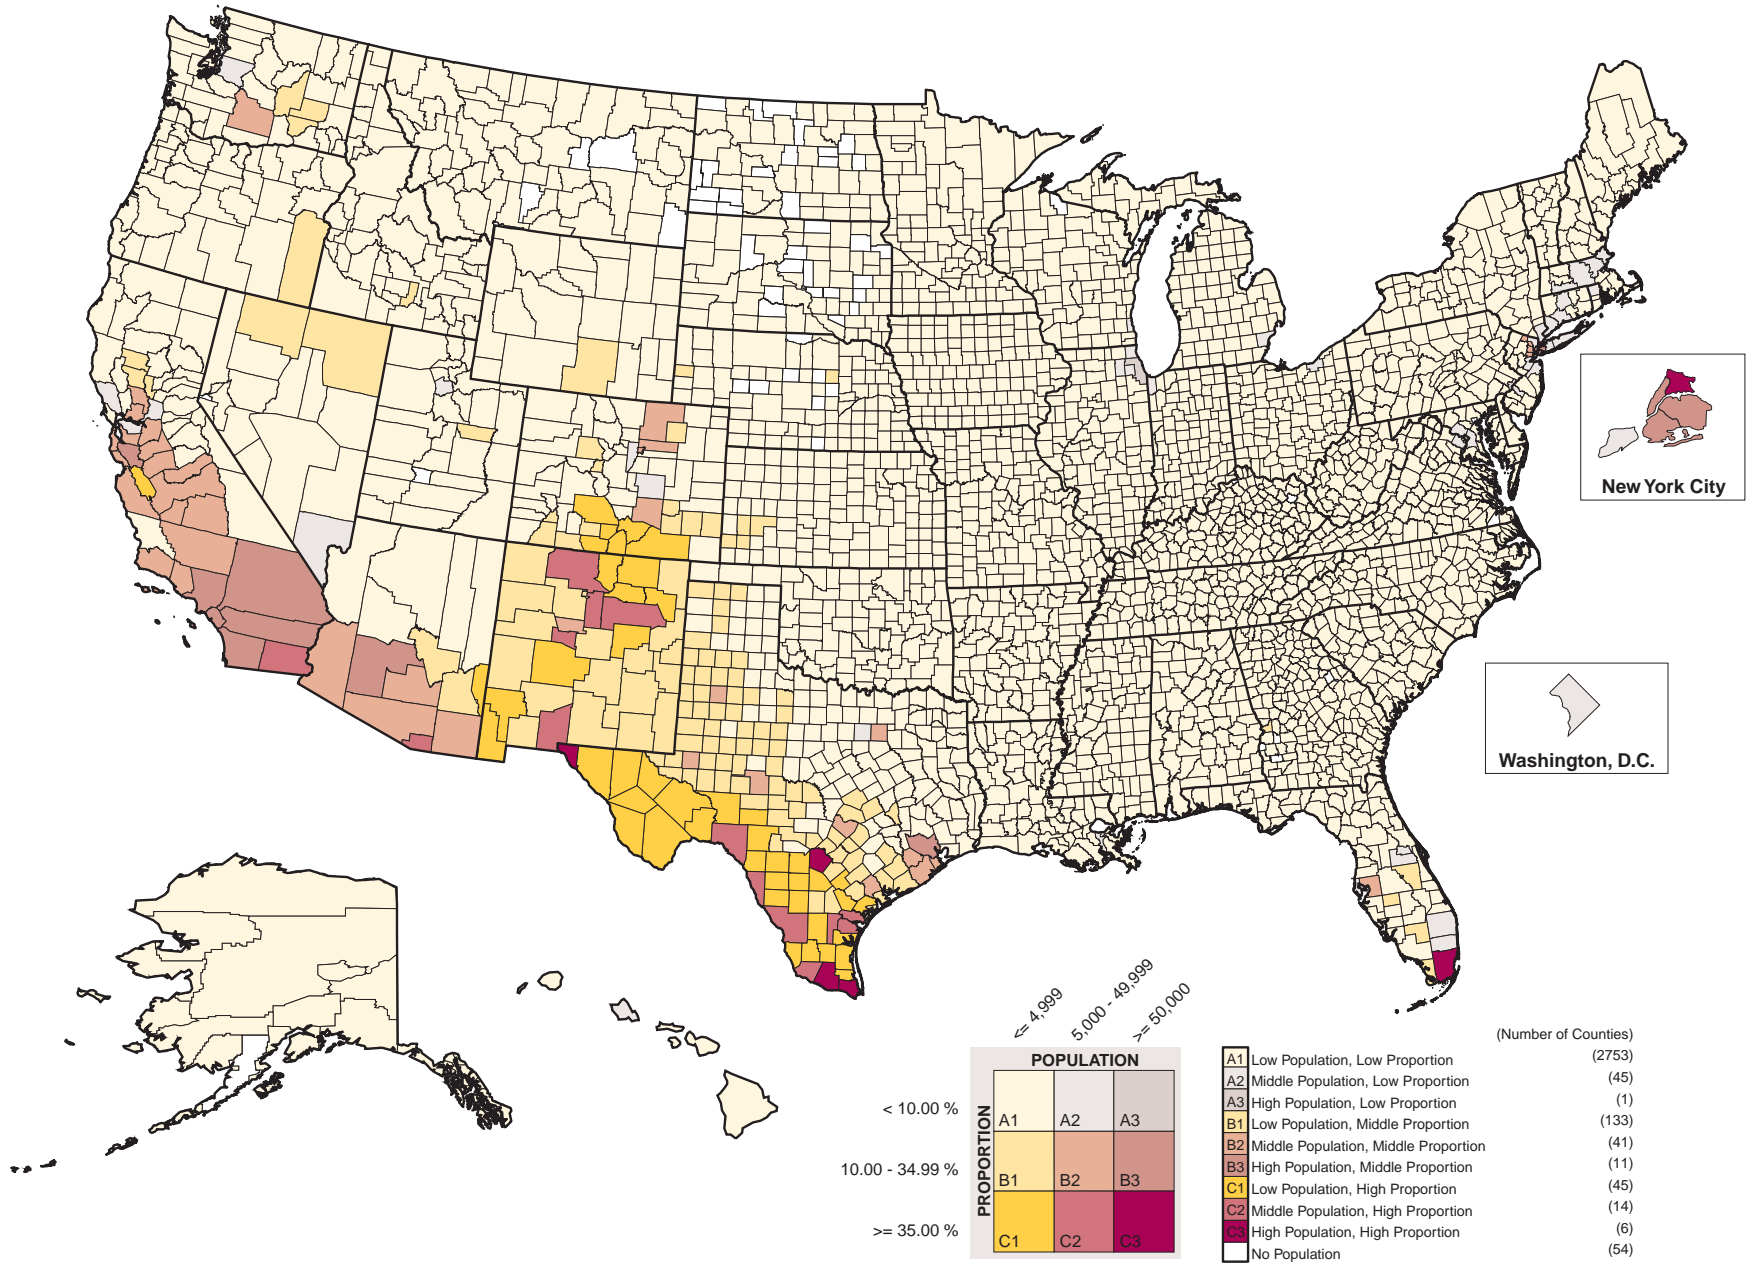 New York City
Washington, D.C.
<= 4,999
5,000 - 49,999
>= 50,000
POPULATION
PROPORTION
< 10.00 %
10.00 - 34.99 %
>= 35.00 %
A1 A2 A3
B1 B2 B3
C1 C2 C3
(Number of Counties)
A1 Low Population, Low Proportion (2753)
A2 Middle Population, Low Proportion (45)
A3 High Population, Low Proportion (1)
B1 Low Population, Middle Proportion (133)
B2 Middle Population, Middle Proportion (41)
B3 High Population, Middle Proportion (11)
C1 Low Population, High Proportion (45)
C2 Middle Population, High Proportion (14)
C3 High Population, High Proportion (6)
No Population (54)